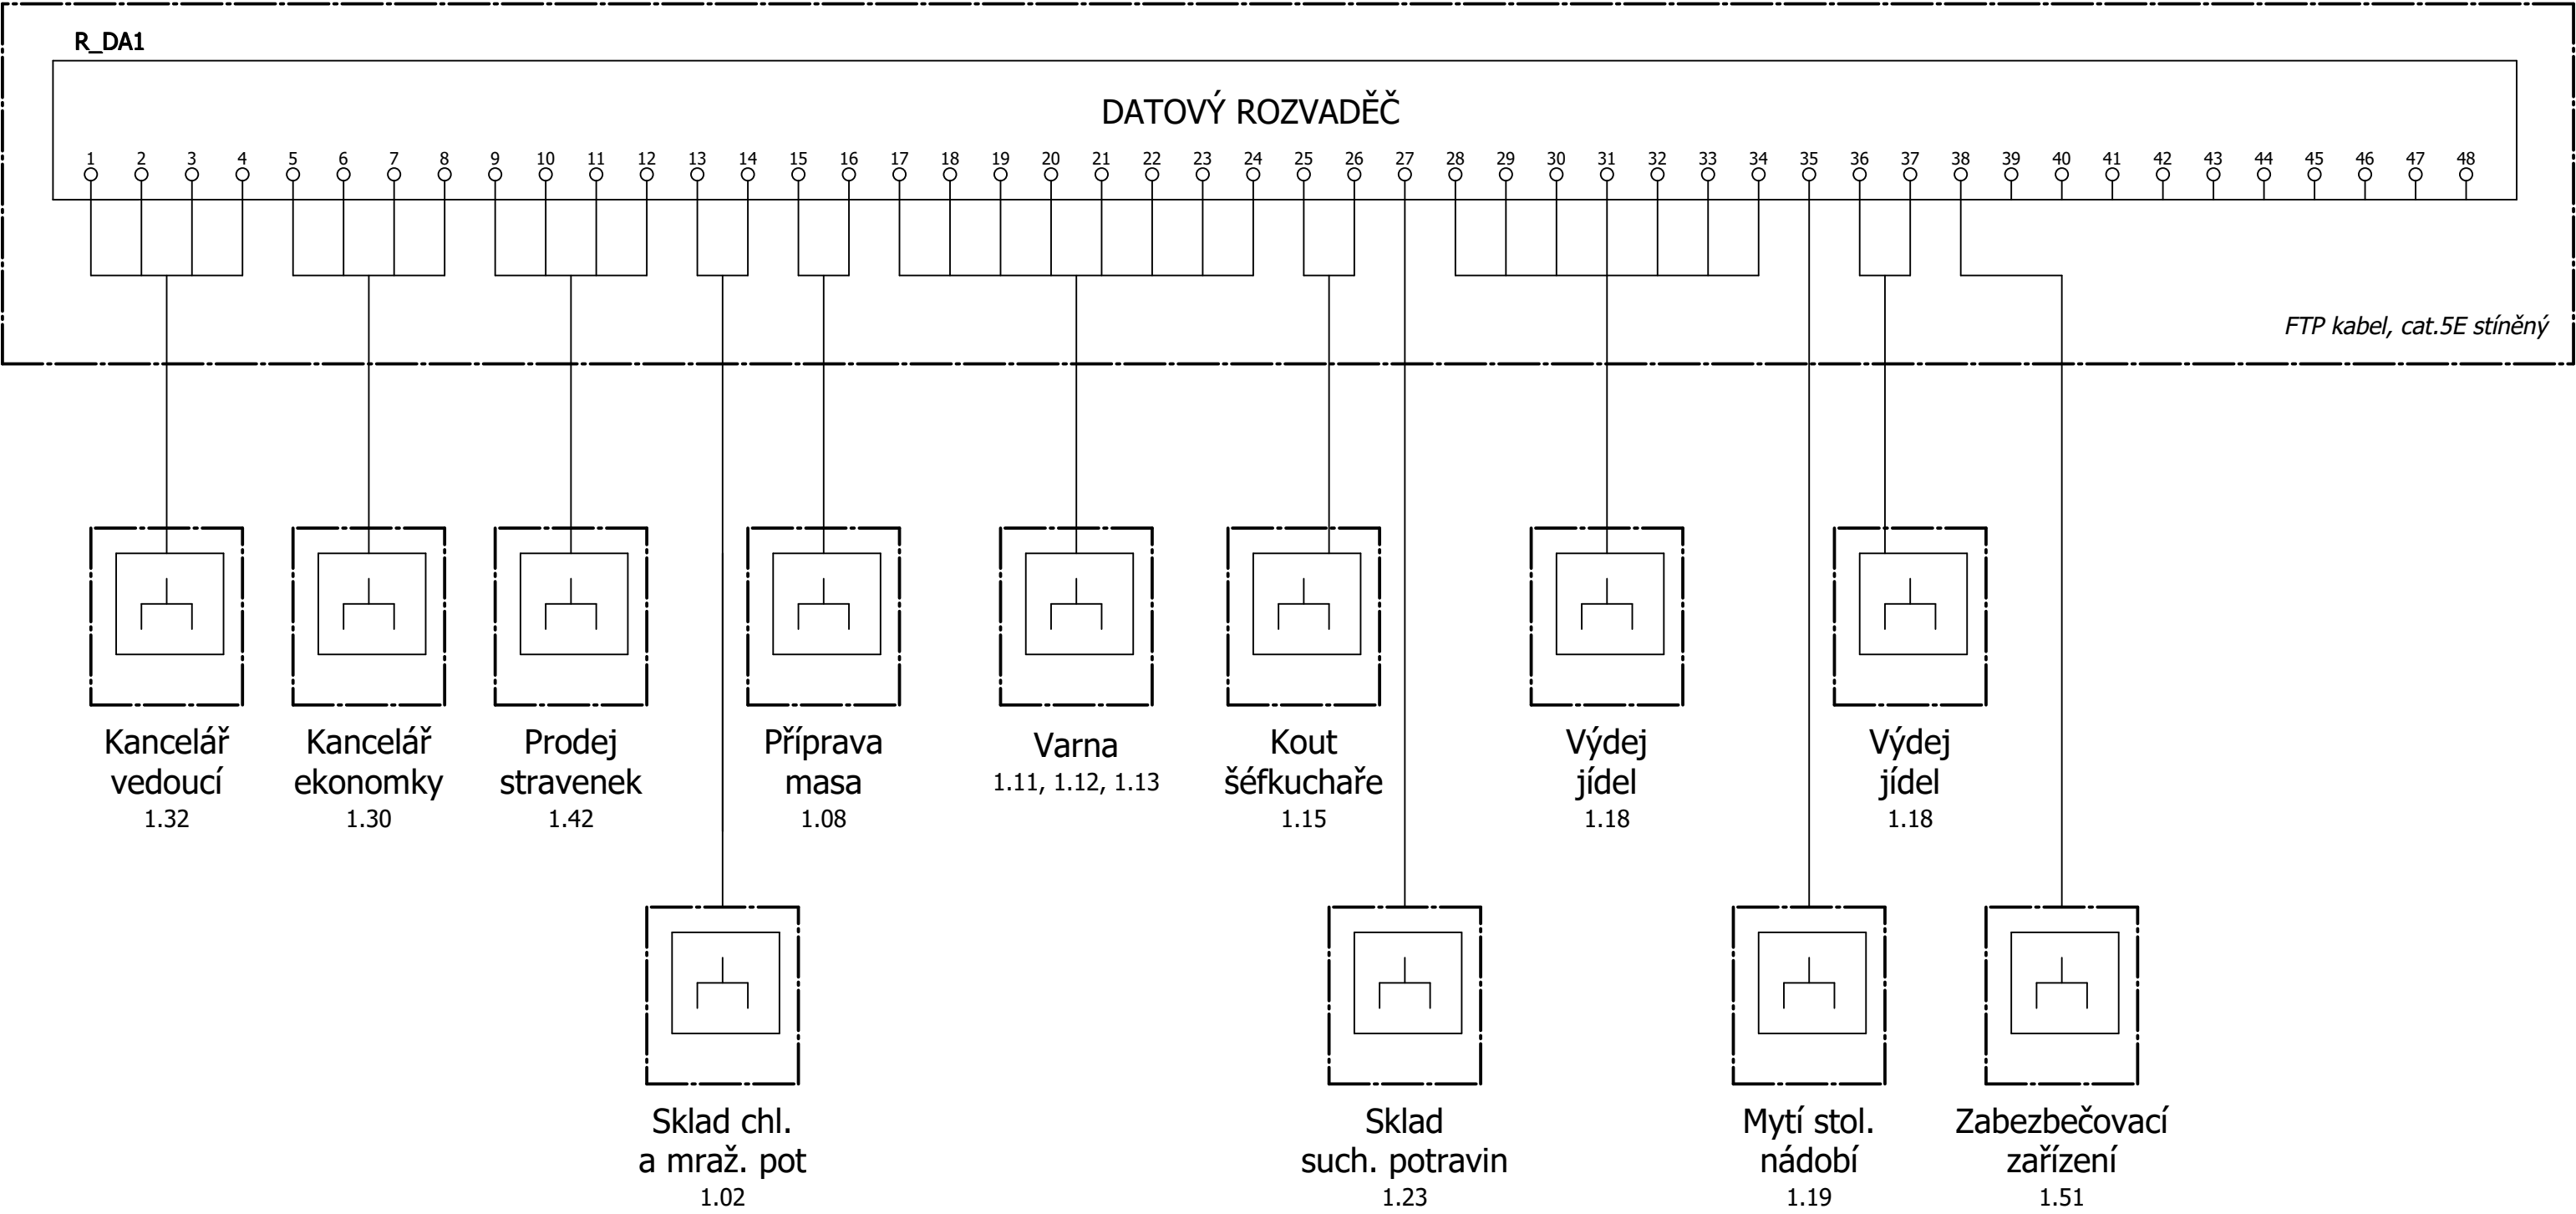 R_DA1
DATOVÝ ROZVADĚČ
1 2 3 4 5 6 7 8 9 10 11 12 13 14 15 16 17 18 19 20 21 22 23 24 25 26 27 28 29 30 31 32 33 34 35 36 37 38 39 40 41 42 43 44 45 46 47 48
FTP kabel, cat.5E stíněný
Kancelář
vedoucí
1.32
Kancelář
ekonomky
1.30
Prodej
stravenek
1.42
Příprava
masa
1.08
Varna
1.11, 1.12, 1.13
Kout
šéfkuchaře
1.15
Výdej
jídel
1.18
Výdej
jídel
1.18
Sklad chl.
a mraž. pot
1.02
Sklad
such. potravin
1.23
Mytí stol.
nádobí
1.19
Zabezbečovací
zařízení
1.51